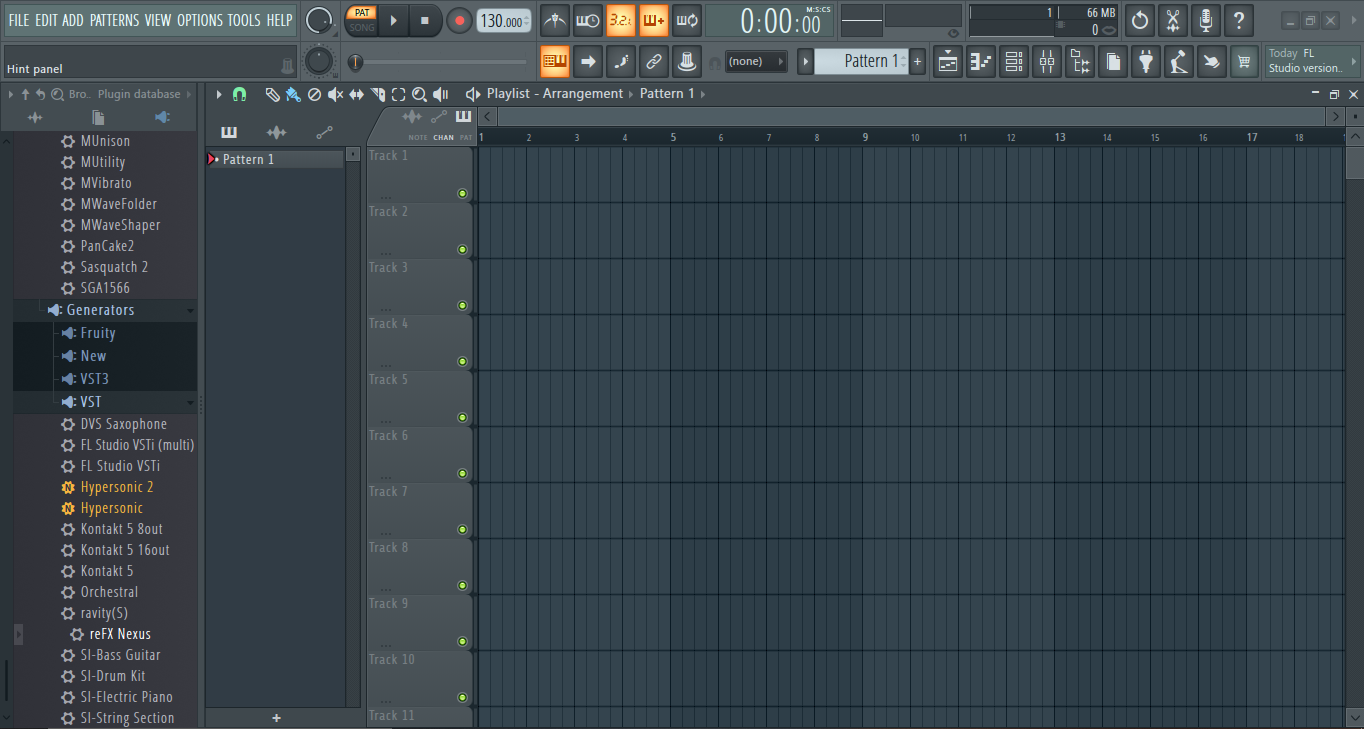 FILE EDIT ADD PATTERNS VIEW OPTIONS TOOLS HELP
PAT
SONG
130.000
3.2.
0:00:00
M:S:CS
1
66 MB
0
Hint panel
(none)
Pattern 1
+
Today FL
Studio version..
Bro.. Plugin database
Playlist - Arrangement › Pattern 1 ›
NOTE CHAN PAT
1 2 3 4 5 6 7 8 9 10 11 12 13 14 15 16 17 18
MUnison
MUtility
MVibrato
MWaveFolder
MWaveShaper
PanCake2
Sasquatch 2
SGA1566
Generators
Fruity
New
VST3
VST
DVS Saxophone
FL Studio VSTi (multi)
FL Studio VSTi
Hypersonic 2
Hypersonic
Kontakt 5 8out
Kontakt 5 16out
Kontakt 5
Orchestral
ravity(S)
reFX Nexus
SI-Bass Guitar
SI-Drum Kit
SI-Electric Piano
SI-String Section
Pattern 1
+
Track 1
Track 2
Track 3
Track 4
Track 5
Track 6
Track 7
Track 8
Track 9
Track 10
Track 11